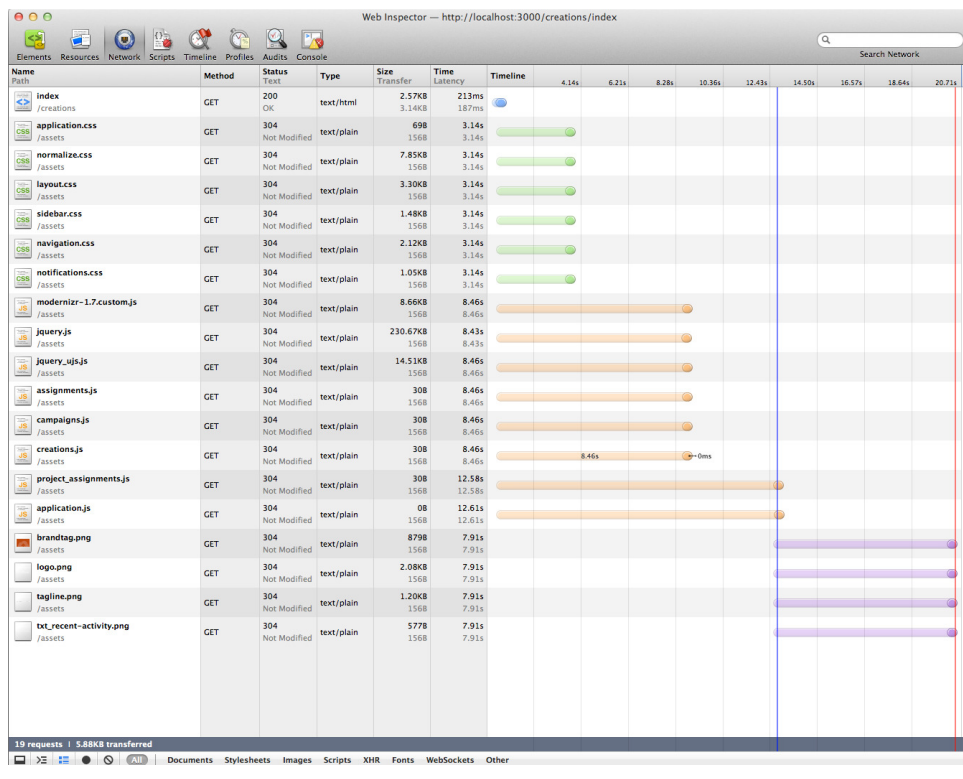 Web Inspector — http://localhost:3000/creations/index
Elements Resources Network Scripts Timeline Profiles Audits Console
Search Network
Name Method Status Type Size Time Timeline
Path Text Transfer Latency
4.14s 6.21s 8.28s 10.36s 12.43s 14.50s 16.57s 18.64s 20.71s
index GET 200 text/html 2.57KB 213ms
/creations OK 3.14KB 187ms
CSS application.css GET 304 text/plain 69B 3.14s
/assets Not Modified 156B 3.14s
CSS normalize.css GET 304 text/plain 7.85KB 3.14s
/assets Not Modified 156B 3.14s
CSS layout.css GET 304 text/plain 3.30KB 3.14s
/assets Not Modified 156B 3.14s
CSS sidebar.css GET 304 text/plain 1.48KB 3.14s
/assets Not Modified 156B 3.14s
CSS navigation.css GET 304 text/plain 2.12KB 3.14s
/assets Not Modified 156B 3.14s
CSS notifications.css GET 304 text/plain 1.05KB 3.14s
/assets Not Modified 156B 3.14s
JS modernizr-1.7.custom.js GET 304 text/plain 8.66KB 8.46s
/assets Not Modified 156B 8.46s
JS jquery.js GET 304 text/plain 230.67KB 8.43s
/assets Not Modified 156B 8.43s
JS jquery_ujs.js GET 304 text/plain 14.51KB 8.46s
/assets Not Modified 156B 8.46s
JS assignments.js GET 304 text/plain 30B 8.46s
/assets Not Modified 156B 8.46s
JS campaigns.js GET 304 text/plain 30B 8.46s
/assets Not Modified 156B 8.46s
JS creations.js GET 304 text/plain 30B 8.46s 8.46s 0ms
/assets Not Modified 156B 8.46s
JS project_assignments.js GET 304 text/plain 30B 12.58s
/assets Not Modified 156B 12.58s
JS application.js GET 304 text/plain 0B 12.61s
/assets Not Modified 156B 12.61s
brandtag.png GET 304 text/plain 879B 7.91s
/assets Not Modified 156B 7.91s
logo.png GET 304 text/plain 2.08KB 7.91s
/assets Not Modified 156B 7.91s
tagline.png GET 304 text/plain 1.20KB 7.91s
/assets Not Modified 156B 7.91s
txt_recent-activity.png GET 304 text/plain 577B 7.91s
/assets Not Modified 156B 7.91s
19 requests | 5.88KB transferred
All Documents Stylesheets Images Scripts XHR Fonts WebSockets Other